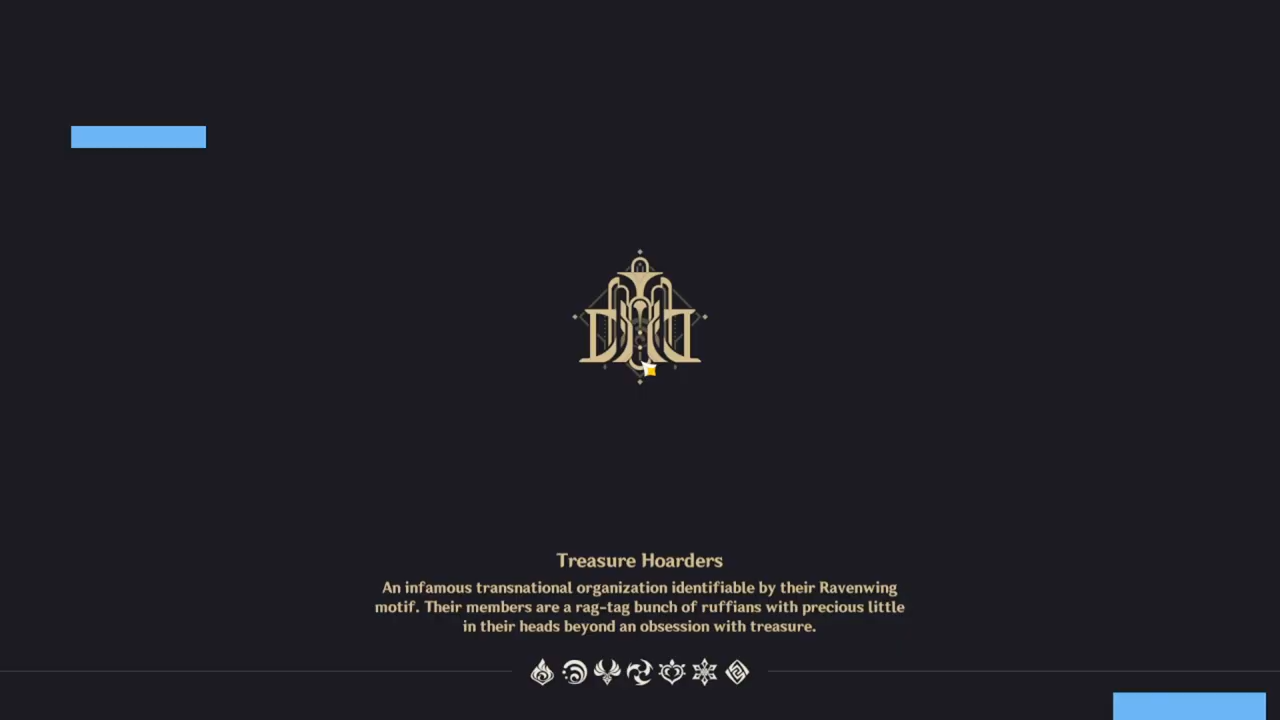 Treasure Hoarders
An infamous transnational organization identifiable by their Ravenwing
motif. Their members are a rag-tag bunch of ruffians with precious little
in their heads beyond an obsession with treasure.